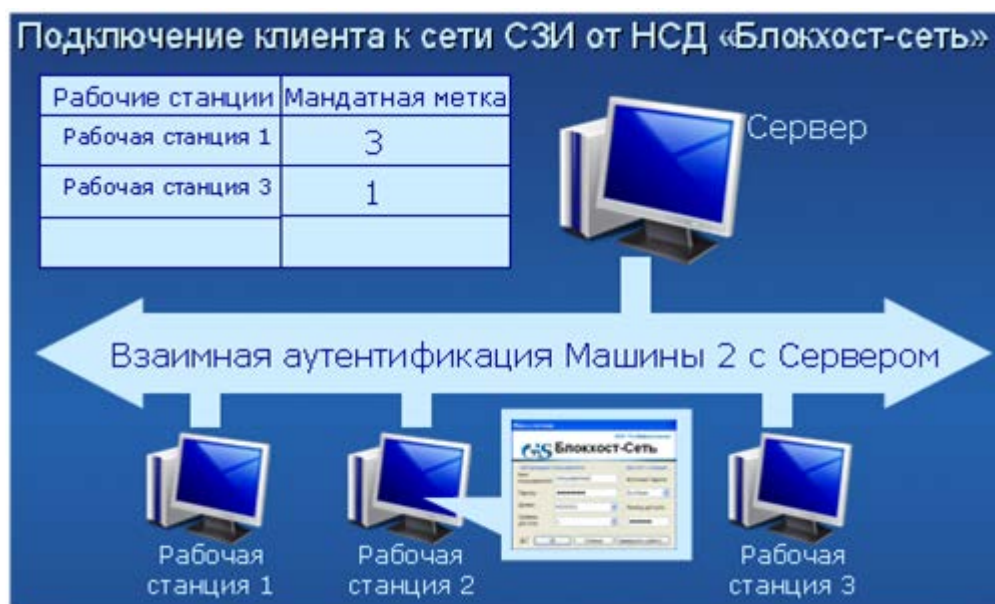 Подключение клиента к сети СЗИ от НСД «Блокхост-сеть»
Рабочие станции Мандатная метка
Рабочая станция 1 3
Рабочая станция 3 1
Сервер
Взаимная аутентификация Машины 2 с Сервером
Блокхост-Сеть
Рабочая станция 1
Рабочая станция 2
Рабочая станция 3